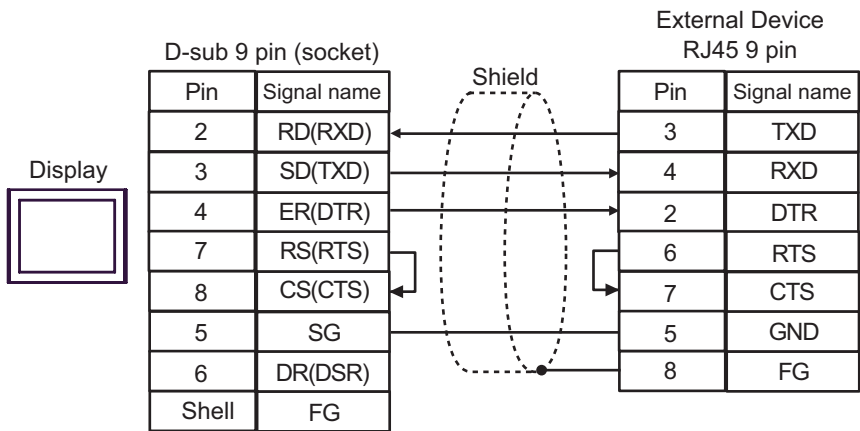 External Device
D-sub 9 pin (socket)
RJ45 9 pin
Shield
Pin Signal name
Pin Signal name
2 RD(RXD)
3 TXD
Display
3 SD(TXD)
4 RXD
4 ER(DTR)
2 DTR
7 RS(RTS)
6 RTS
8 CS(CTS)
7 CTS
5 SG
5 GND
6 DR(DSR)
8 FG
Shell FG